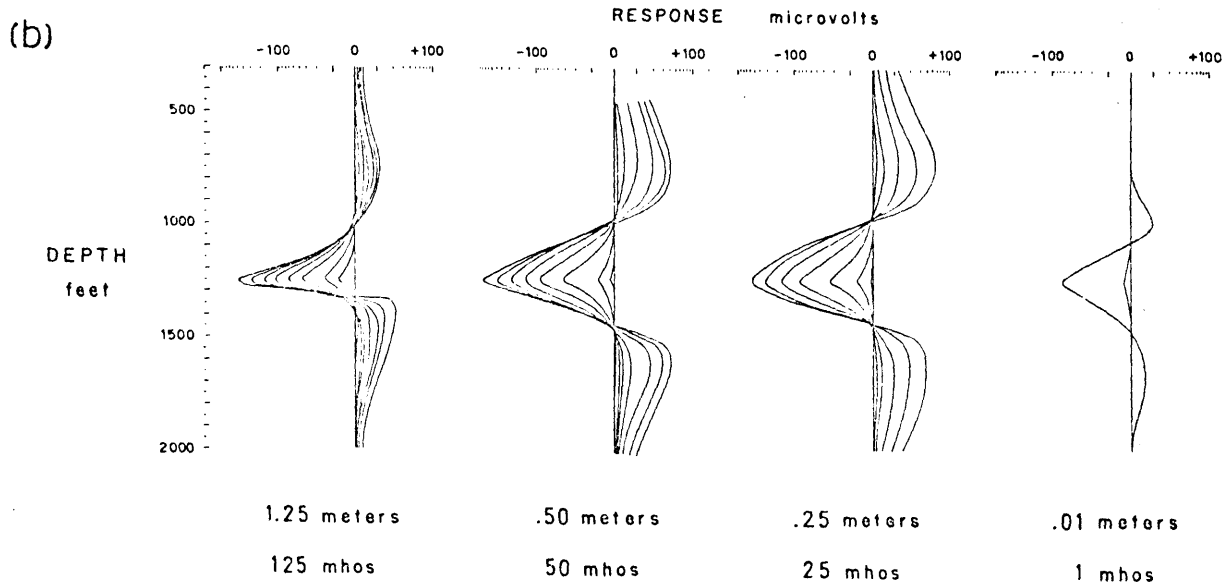 (b)
RESPONSE microvolts
-100 0 +100 -100 0 +100 -100 0 +100 -100 0 +100
500
1000
DEPTH
feet
1500
2000
1.25 meters .50 meters .25 meters .01 meters
125 mhos 50 mhos 25 mhos 1 mhos